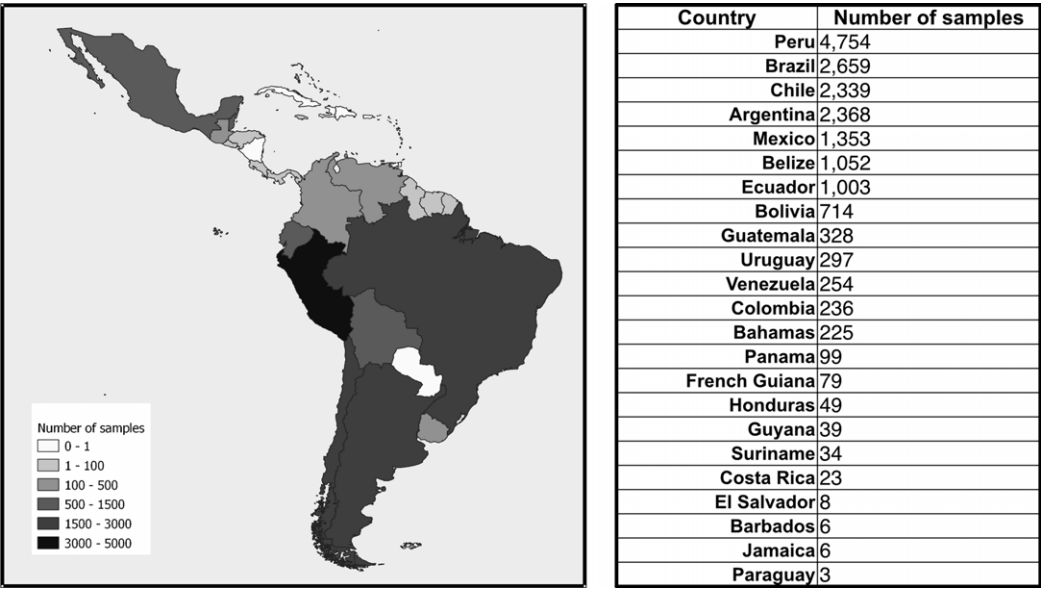 Number of samples
0 - 1
1 - 100
100 - 500
500 - 1500
1500 - 3000
3000 - 5000
Country Number of samples
Peru 4,754
Brazil 2,659
Chile 2,339
Argentina 2,368
Mexico 1,353
Belize 1,052
Ecuador 1,003
Bolivia 714
Guatemala 328
Uruguay 297
Venezuela 254
Colombia 236
Bahamas 225
Panama 99
French Guiana 79
Honduras 49
Guyana 39
Suriname 34
Costa Rica 23
El Salvador 8
Barbados 6
Jamaica 6
Paraguay 3